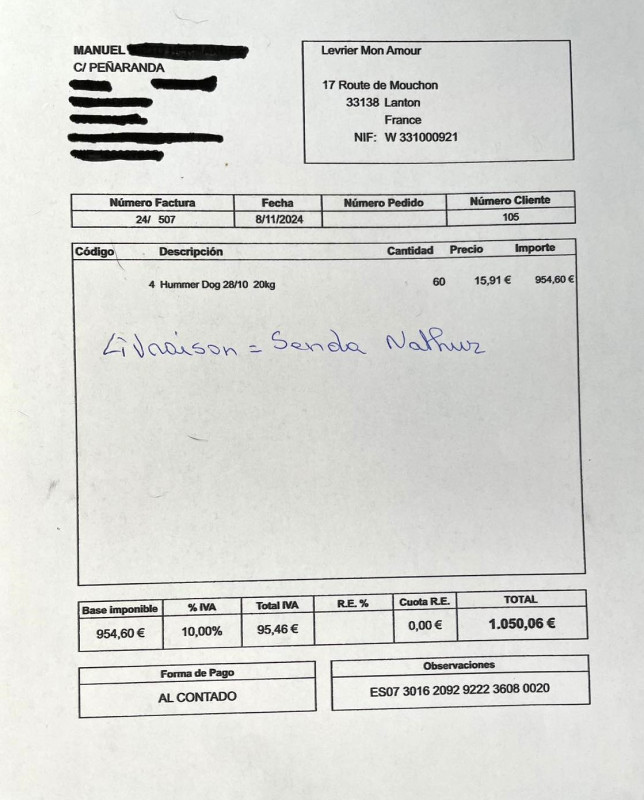 MANUEL
C/ PEÑARANDA
Levrier Mon Amour
17 Route de Mouchon
33138 Lanton
France
NIF: W 331000921
Número Factura Fecha Número Pedido Número Cliente
24/ 507 8/11/2024 105
Código Descripción Cantidad Precio Importe
4 Hummer Dog 28/10 20kg 60 15,91 € 954,60 €
Livraison = Senda Nathur
Base imponible % IVA Total IVA R.E. % Cuota R.E. TOTAL
954,60 € 10,00% 95,46 € 0,00 € 1.050,06 €
Forma de Pago
AL CONTADO
Observaciones
ES07 3016 2092 9222 3608 0020